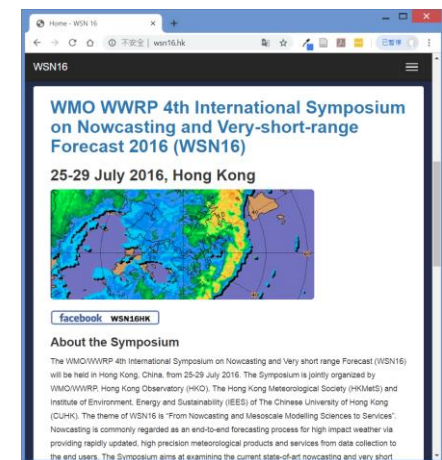 Home - WSN 16
不安全 | wsn16.hk
已暫停
WSN16
WMO WWRP 4th International Symposium
on Nowcasting and Very-short-range
Forecast 2016 (WSN16)
25-29 July 2016, Hong Kong
facebook WSN16HK
About the Symposium
The WMO/WWRP 4th International Symposium on Nowcasting and Very short range Forecast (WSN16)
will be held in Hong Kong, China, from 25-29 July 2016. The Symposium is jointly organized by
WMO/WWRP, Hong Kong Observatory (HKO), The Hong Kong Meteorological Society (HKMetS) and
Institute of Environment, Energy and Sustainability (IEES) of The Chinese University of Hong Kong
(CUHK). The theme of WSN16 is "From Nowcasting and Mesoscale Modelling Sciences to Services".
Nowcasting is commonly regarded as an end-to-end forecasting process for high impact weather via
providing rapidly updated, high precision meteorological products and services from data collection to
the end users. The Symposium aims at examining the current state-of-art nowcasting and very short